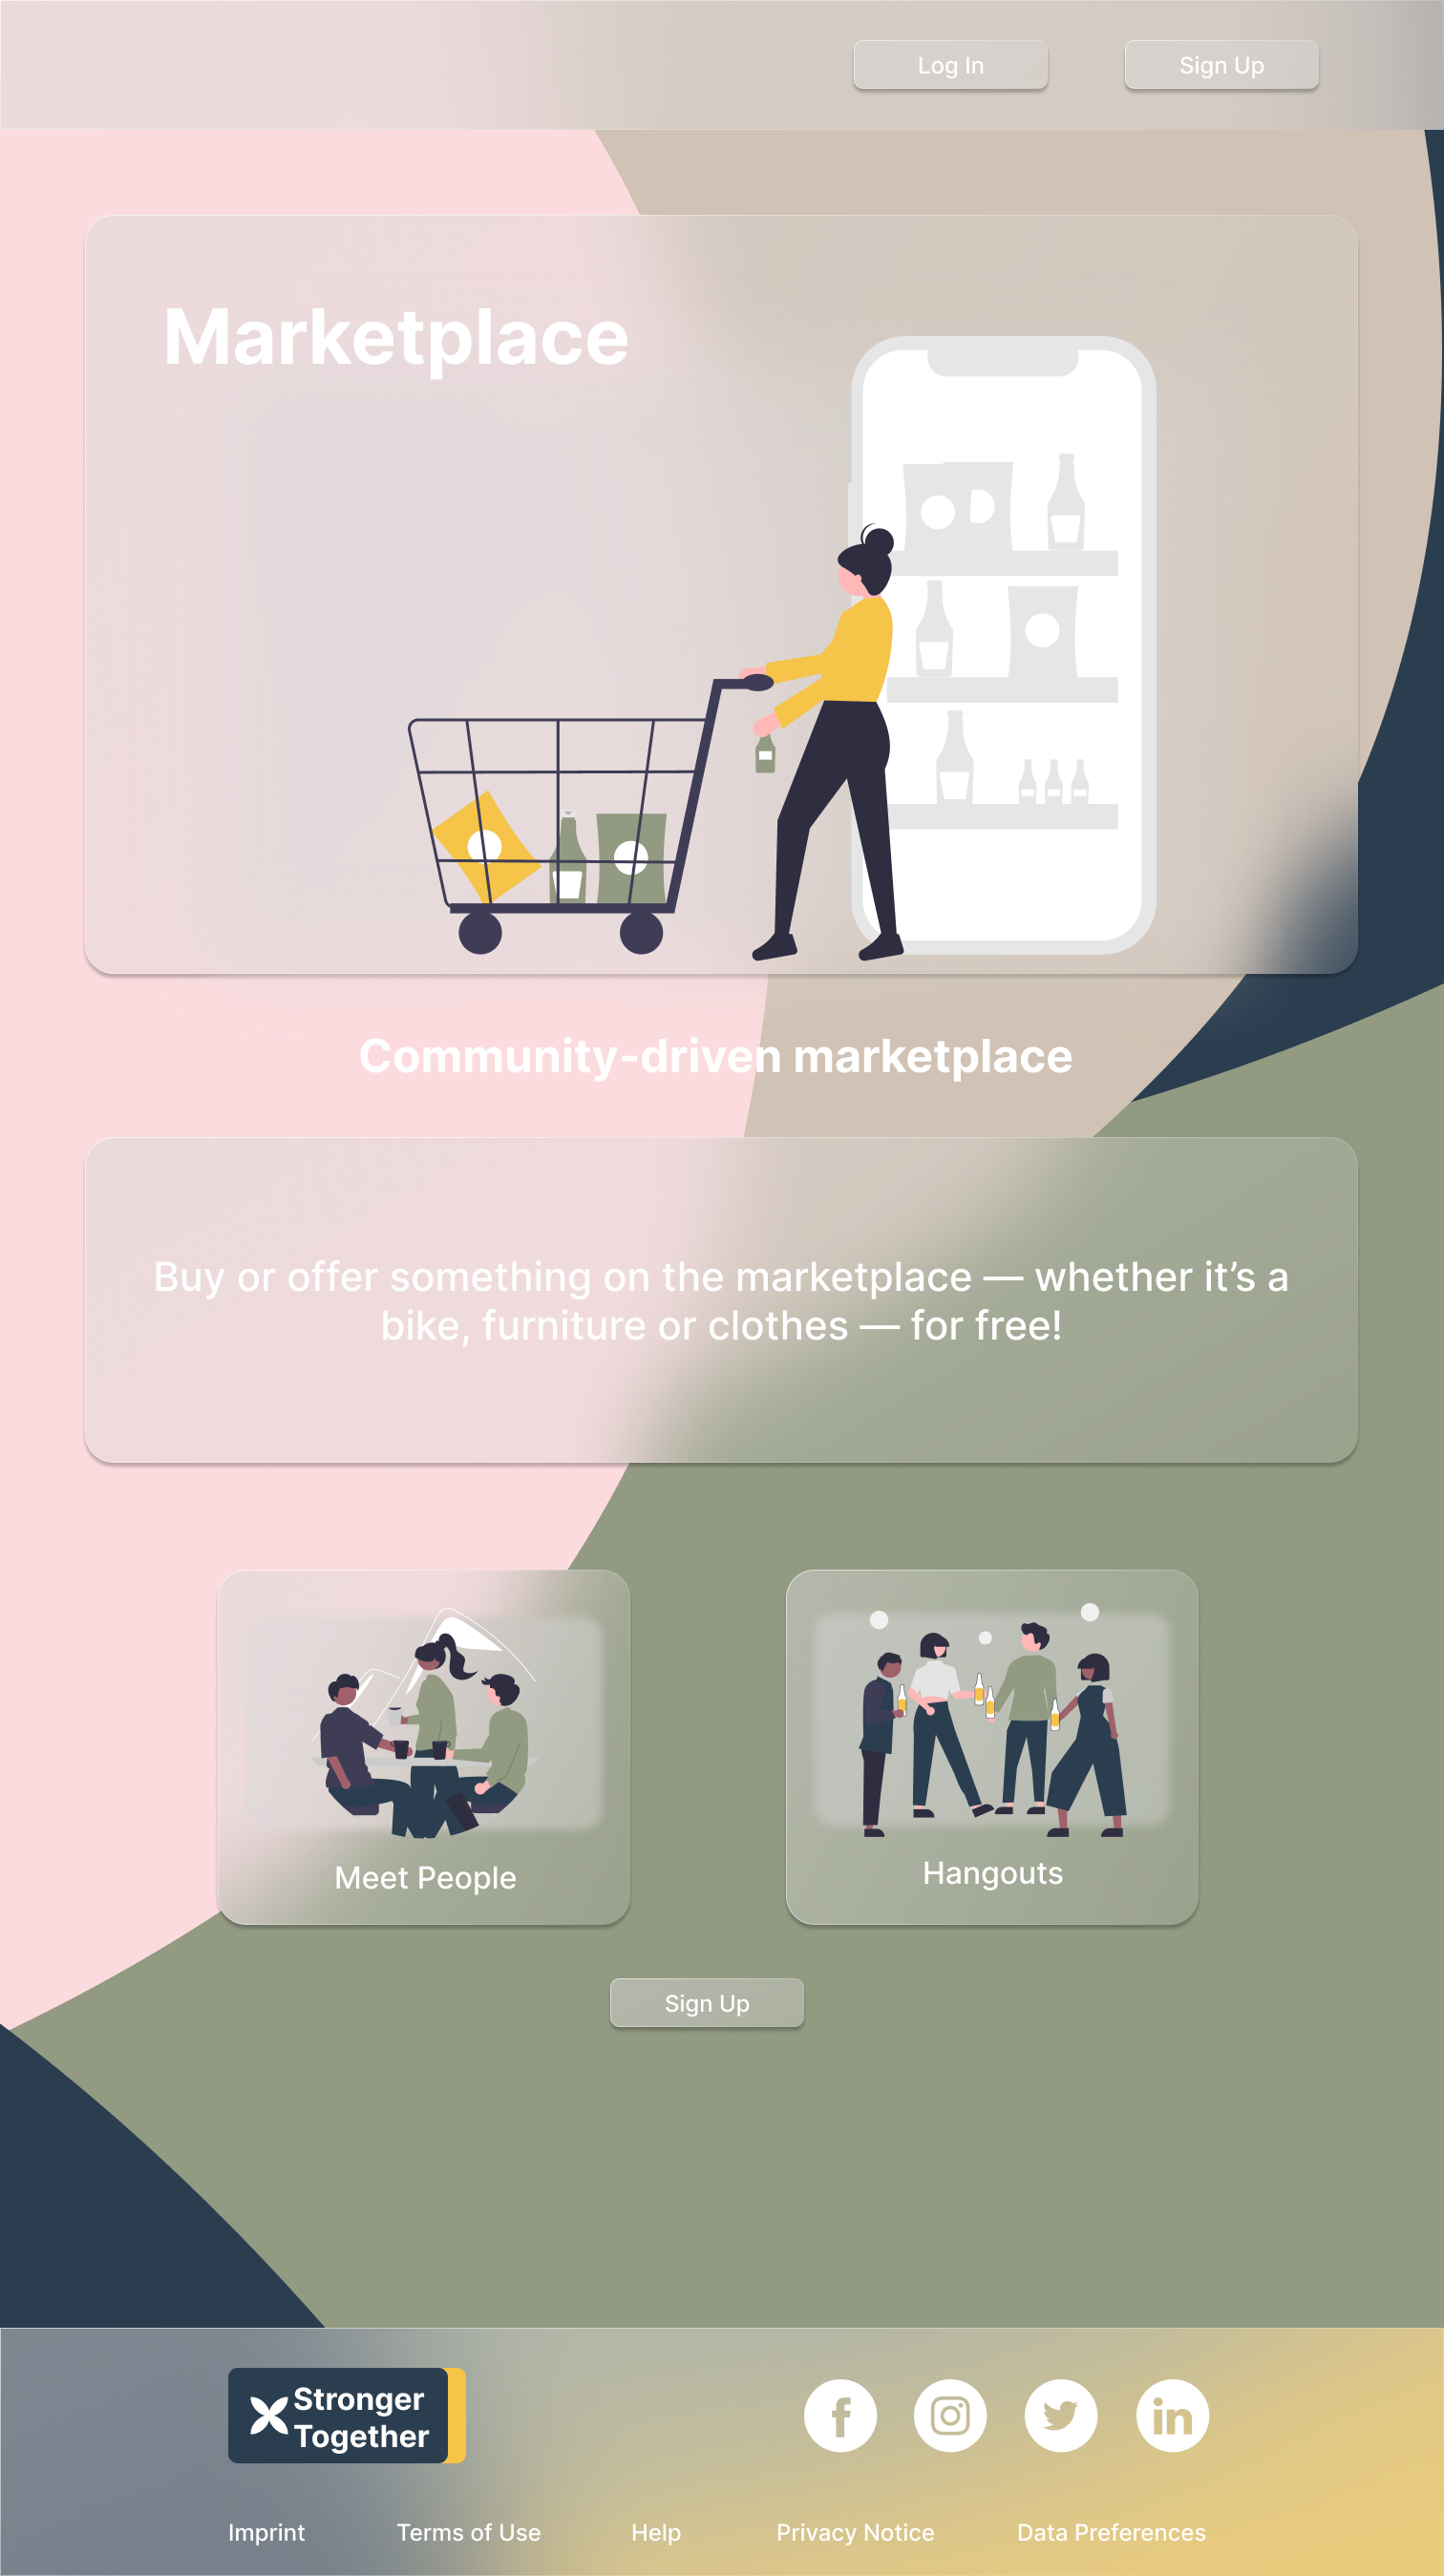 Log In
Sign Up
Marketplace
Community-driven marketplace
Buy or offer something on the marketplace — whether it’s a
bike, furniture or clothes — for free!
Meet People
Hangouts
Sign Up
Stronger
Together
Imprint
Terms of Use
Help
Privacy Notice
Data Preferences